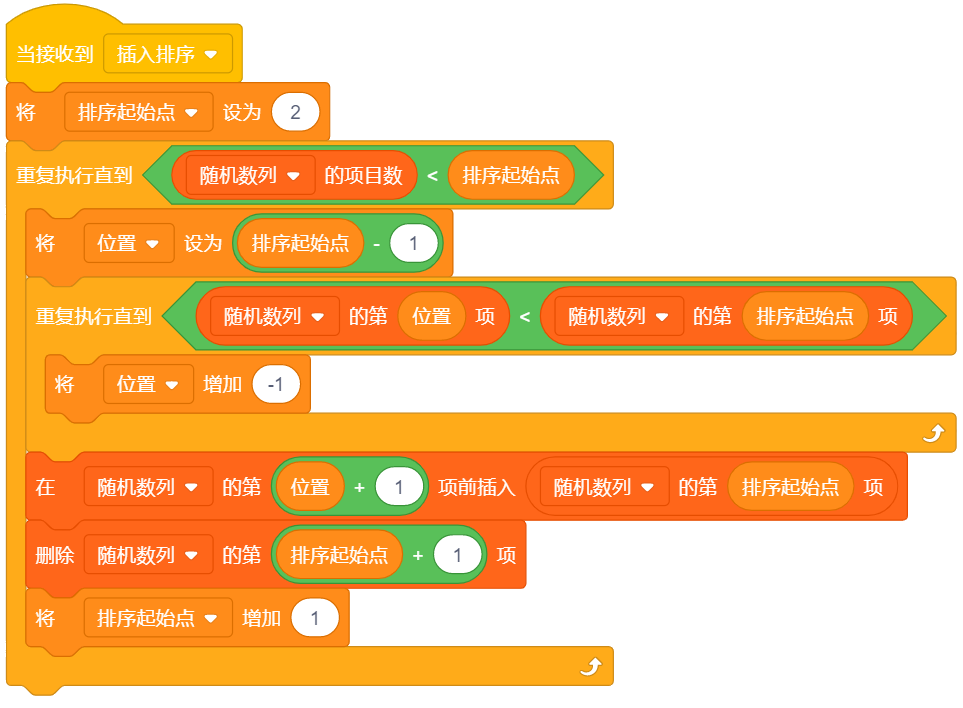 当接收到 插入排序
将 排序起始点 设为 2
重复执行直到 随机数列 的项目数 < 排序起始点
将 位置 设为 排序起始点 - 1
重复执行直到 随机数列 的第 位置 项 < 随机数列 的第 排序起始点 项
将 位置 增加 -1
在 随机数列 的第 位置 + 1 项前插入 随机数列 的第 排序起始点 项
删除 随机数列 的第 排序起始点 + 1 项
将 排序起始点 增加 1